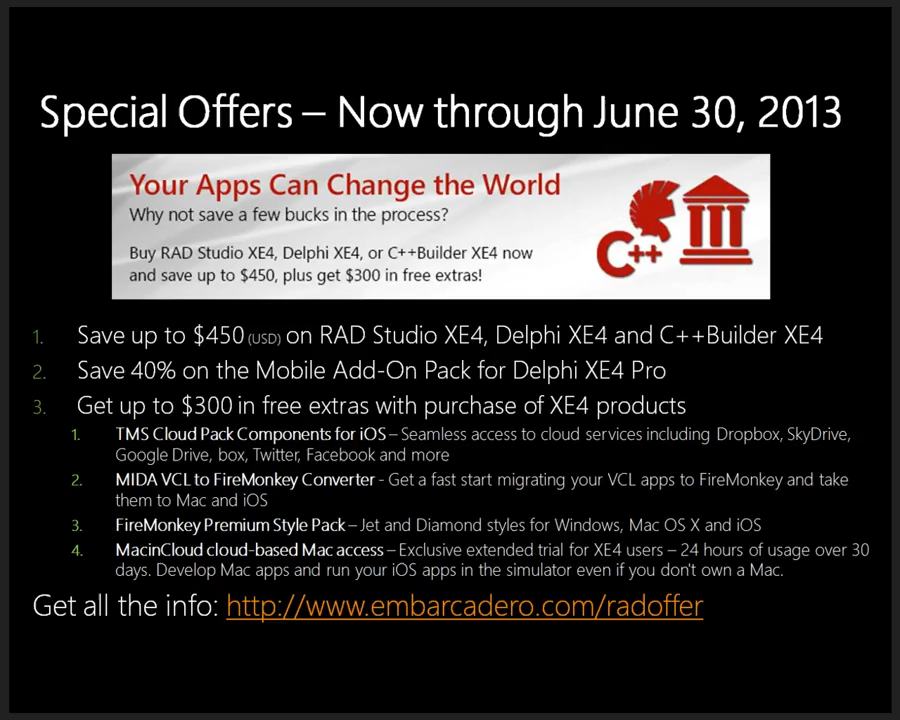 Special Offers – Now through June 30, 2013
Your Apps Can Change the World
Why not save a few bucks in the process?
Buy RAD Studio XE4, Delphi XE4, or C++Builder XE4 now
and save up to $450, plus get $300 in free extras!
C++
1. Save up to $450 (USD) on RAD Studio XE4, Delphi XE4 and C++Builder XE4
2. Save 40% on the Mobile Add-On Pack for Delphi XE4 Pro
3. Get up to $300 in free extras with purchase of XE4 products
1. TMS Cloud Pack Components for iOS – Seamless access to cloud services including Dropbox, SkyDrive,
Google Drive, box, Twitter, Facebook and more
2. MIDA VCL to FireMonkey Converter - Get a fast start migrating your VCL apps to FireMonkey and take
them to Mac and iOS
3. FireMonkey Premium Style Pack – Jet and Diamond styles for Windows, Mac OS X and iOS
4. MacinCloud cloud-based Mac access – Exclusive extended trial for XE4 users – 24 hours of usage over 30
days. Develop Mac apps and run your iOS apps in the simulator even if you don't own a Mac.
Get all the info: http://www.embarcadero.com/radoffer